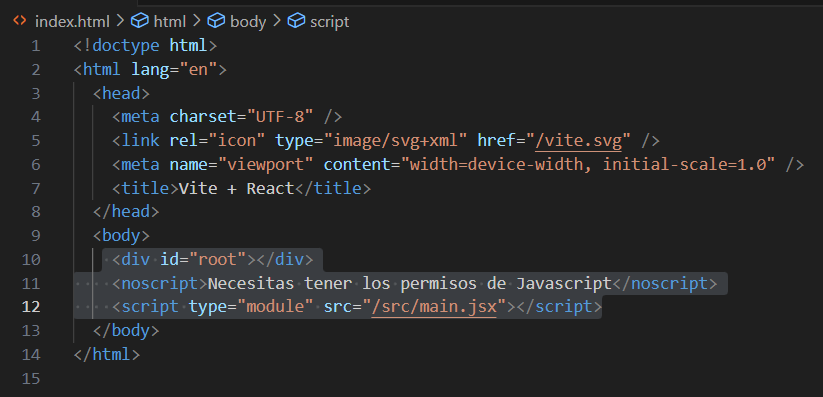 index.html > html > body > script
1 <!doctype html>
2 <html lang="en">
3 <head>
4 <meta charset="UTF-8" />
5 <link rel="icon" type="image/svg+xml" href="/vite.svg" />
6 <meta name="viewport" content="width=device-width, initial-scale=1.0" />
7 <title>Vite + React</title>
8 </head>
9 <body>
10 <div id="root"></div>
11 <noscript>Necesitas tener los permisos de Javascript</noscript>
12 <script type="module" src="/src/main.jsx"></script>
13 </body>
14 </html>
15